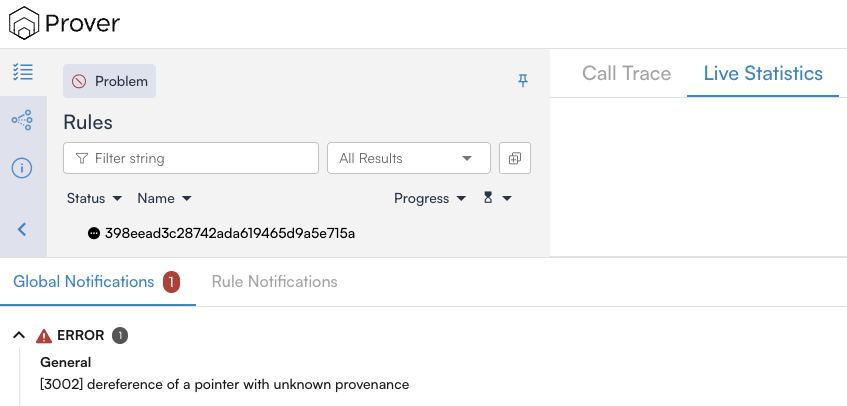 Prover
Problem
Call Trace
Live Statistics
Rules
Filter string
All Results
Status
Name
Progress
398eead3c28742ada619465d9a5e715a
Global Notifications 1
Rule Notifications
ERROR 1
General
[3002] dereference of a pointer with unknown provenance